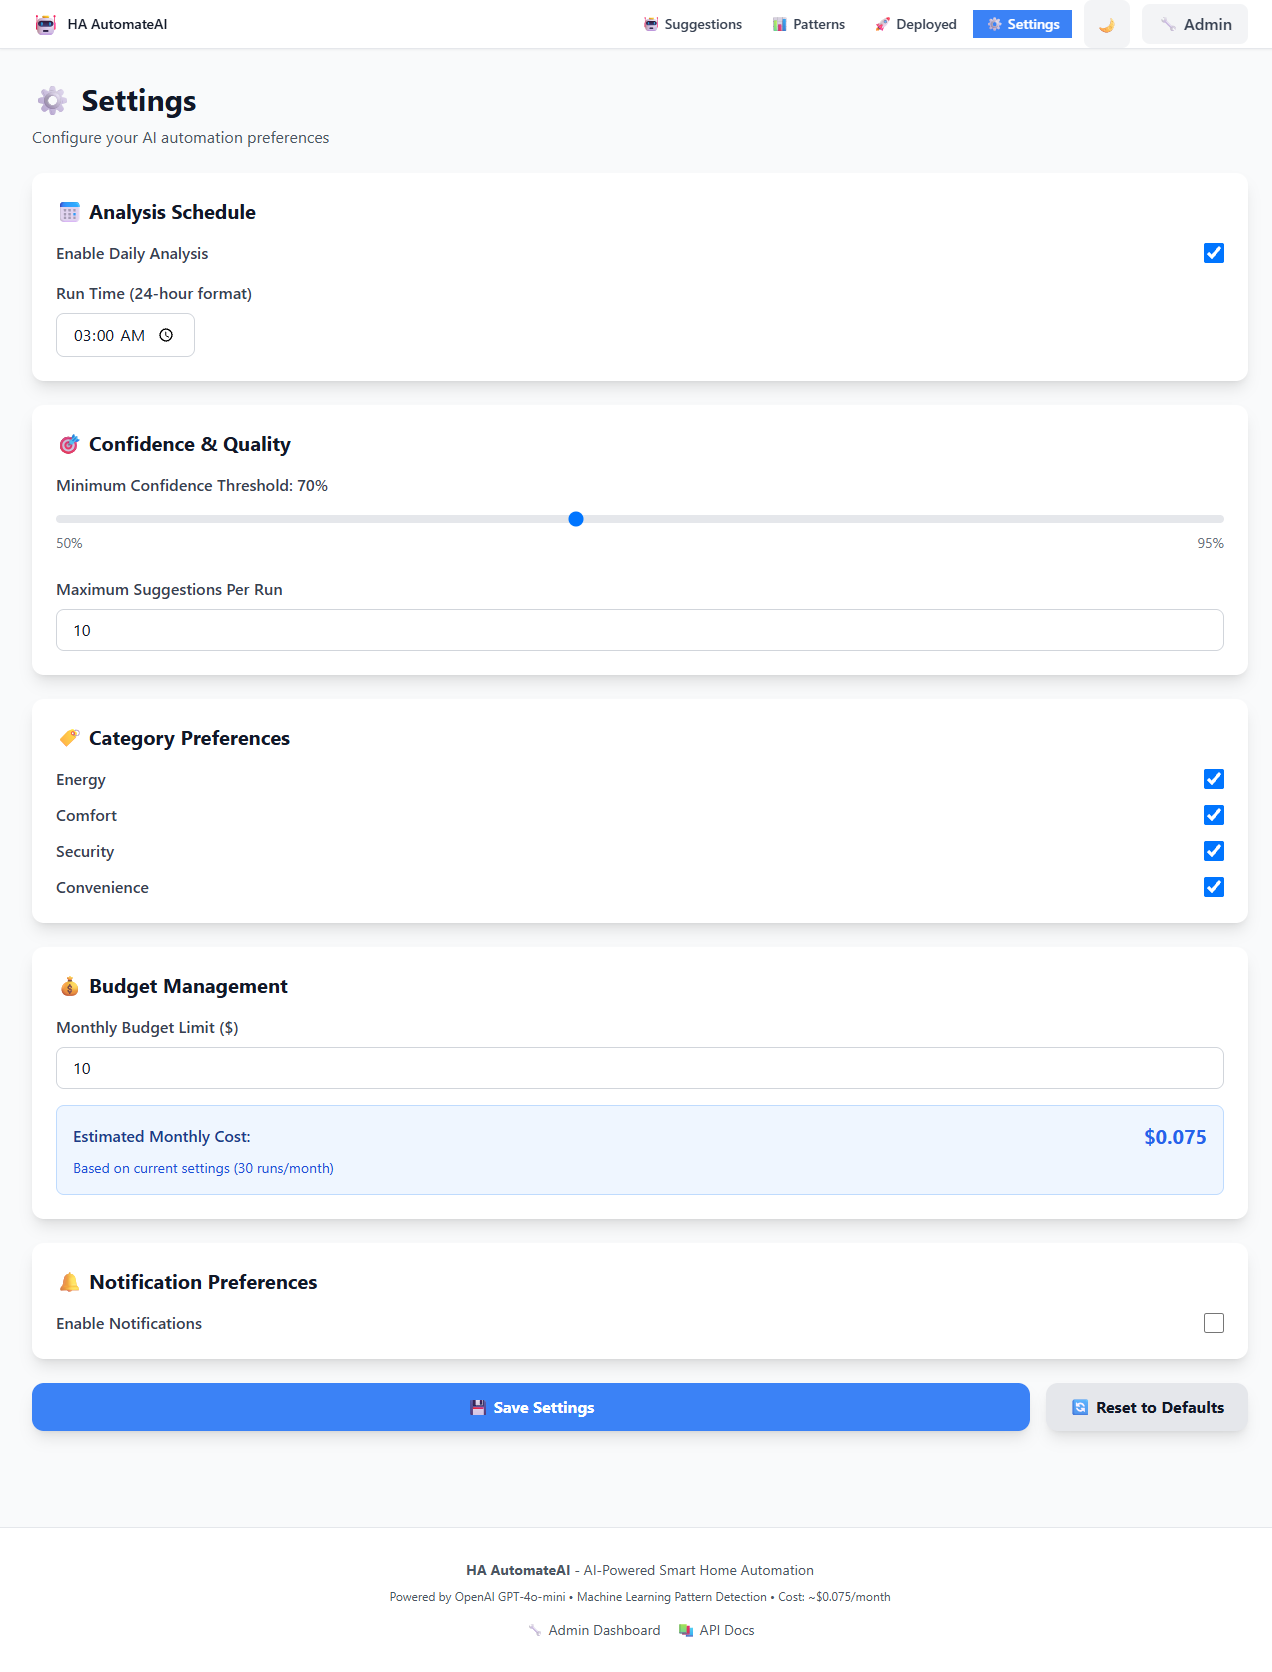 HA AutomateAI
Suggestions
Patterns
Deployed
Settings
Admin
Settings
Configure your AI automation preferences
Analysis Schedule
Enable Daily Analysis
Run Time (24-hour format)
03:00 AM
Confidence & Quality
Minimum Confidence Threshold: 70%
50%
95%
Maximum Suggestions Per Run
10
Category Preferences
Energy
Comfort
Security
Convenience
Budget Management
Monthly Budget Limit ($)
10
Estimated Monthly Cost:
$0.075
Based on current settings (30 runs/month)
Notification Preferences
Enable Notifications
Save Settings
Reset to Defaults
HA AutomateAI - AI-Powered Smart Home Automation
Powered by OpenAI GPT-4o-mini • Machine Learning Pattern Detection • Cost: ~$0.075/month
Admin Dashboard
API Docs